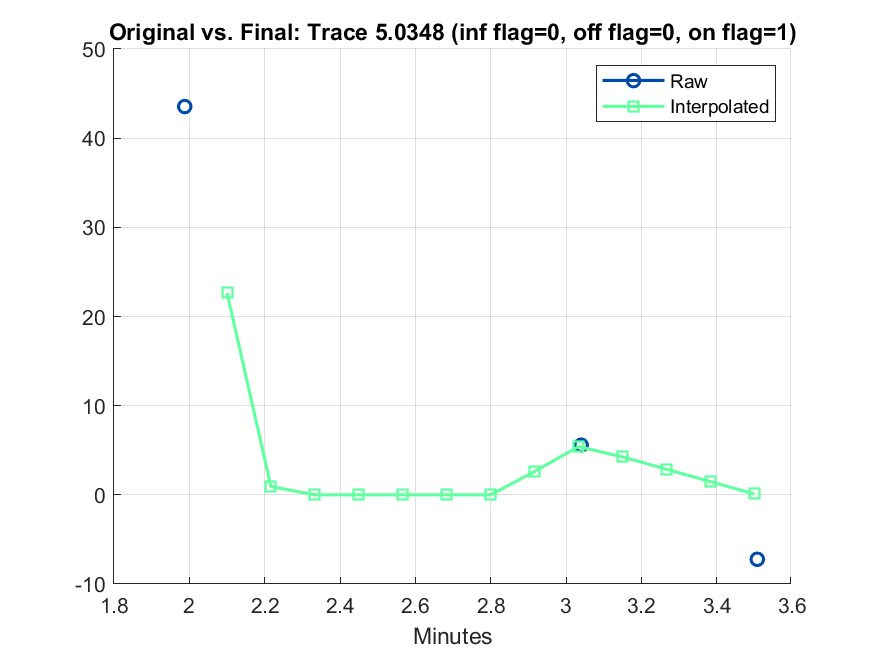 Original vs. Final: Trace 5.0348 (inf flag=0, off flag=0, on flag=1)
50
Raw
Interpolated
40
30
20
10
0
-10
1.8 2 2.2 2.4 2.6 2.8 3 3.2 3.4 3.6
Minutes